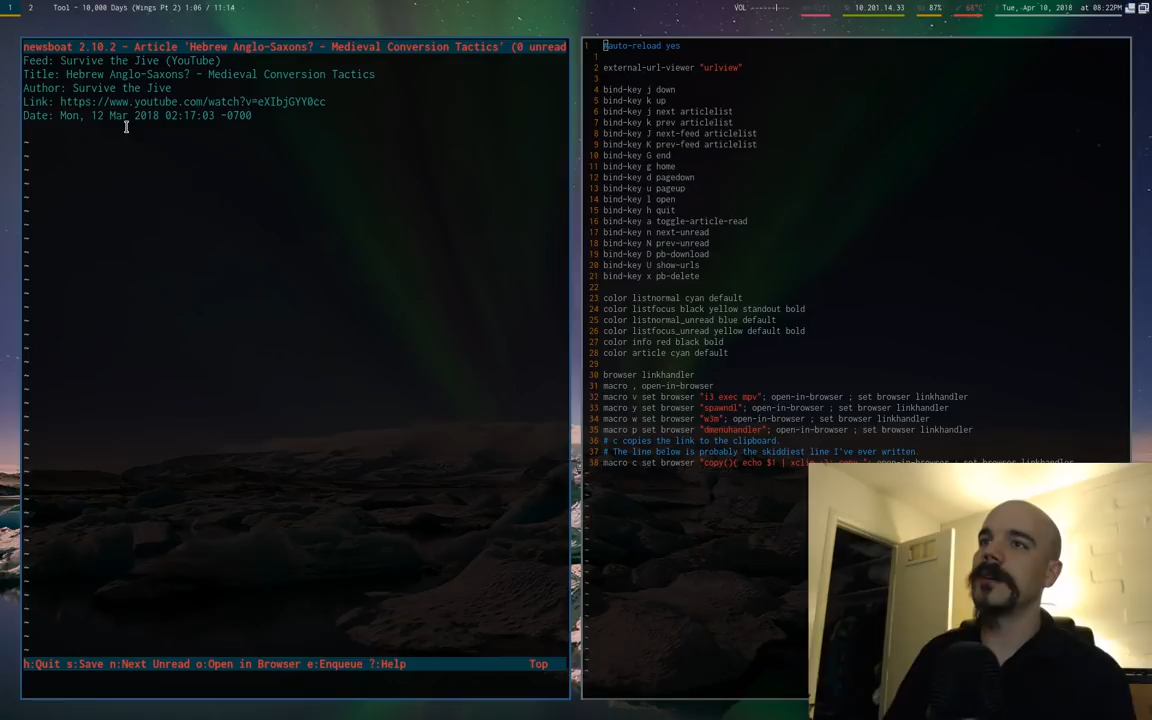 1 2 Tool - 10,000 Days (Wings Pt 2) 1:06 / 11:14 VOL ------|--- 10.201.14.33 87% 68°C Tue, Apr 10, 2018 at 08:22PM
newsboat 2.10.2 - Article 'Hebrew Anglo-Saxons? - Medieval Conversion Tactics' (0 unread
Feed: Survive the Jive (YouTube)
Title: Hebrew Anglo-Saxons? - Medieval Conversion Tactics
Author: Survive the Jive
Link: https://www.youtube.com/watch?v=eXIbjGYY0cc
Date: Mon, 12 Mar 2018 02:17:03 -0700
h:Quit s:Save n:Next Unread o:Open in Browser e:Enqueue ?:Help Top
1 auto-reload yes
1
2 external-url-viewer "urlview"
3
4 bind-key j down
5 bind-key k up
6 bind-key j next articlelist
7 bind-key k prev articlelist
8 bind-key J next-feed articlelist
9 bind-key K prev-feed articlelist
10 bind-key G end
11 bind-key g home
12 bind-key d pagedown
13 bind-key u pageup
14 bind-key l open
15 bind-key h quit
16 bind-key a toggle-article-read
17 bind-key n next-unread
18 bind-key N prev-unread
19 bind-key D pb-download
20 bind-key U show-urls
21 bind-key x pb-delete
22
23 color listnormal cyan default
24 color listfocus black yellow standout bold
25 color listnormal_unread blue default
26 color listfocus_unread yellow default bold
27 color info red black bold
28 color article cyan default
29
30 browser linkhandler
31 macro , open-in-browser
32 macro v set browser "i3 exec mpv"; open-in-browser ; set browser linkhandler
33 macro y set browser "spawndl"; open-in-browser ; set browser linkhandler
34 macro w set browser "w3m"; open-in-browser ; set browser linkhandler
35 macro p set browser "dmenuhandler"; open-in-browser ; set browser linkhandler
36 # c copies the link to the clipboard.
37 # The line below is probably the skiddiest line I've ever written.
38 macro c set browser "copy(){ echo $1 | xclip